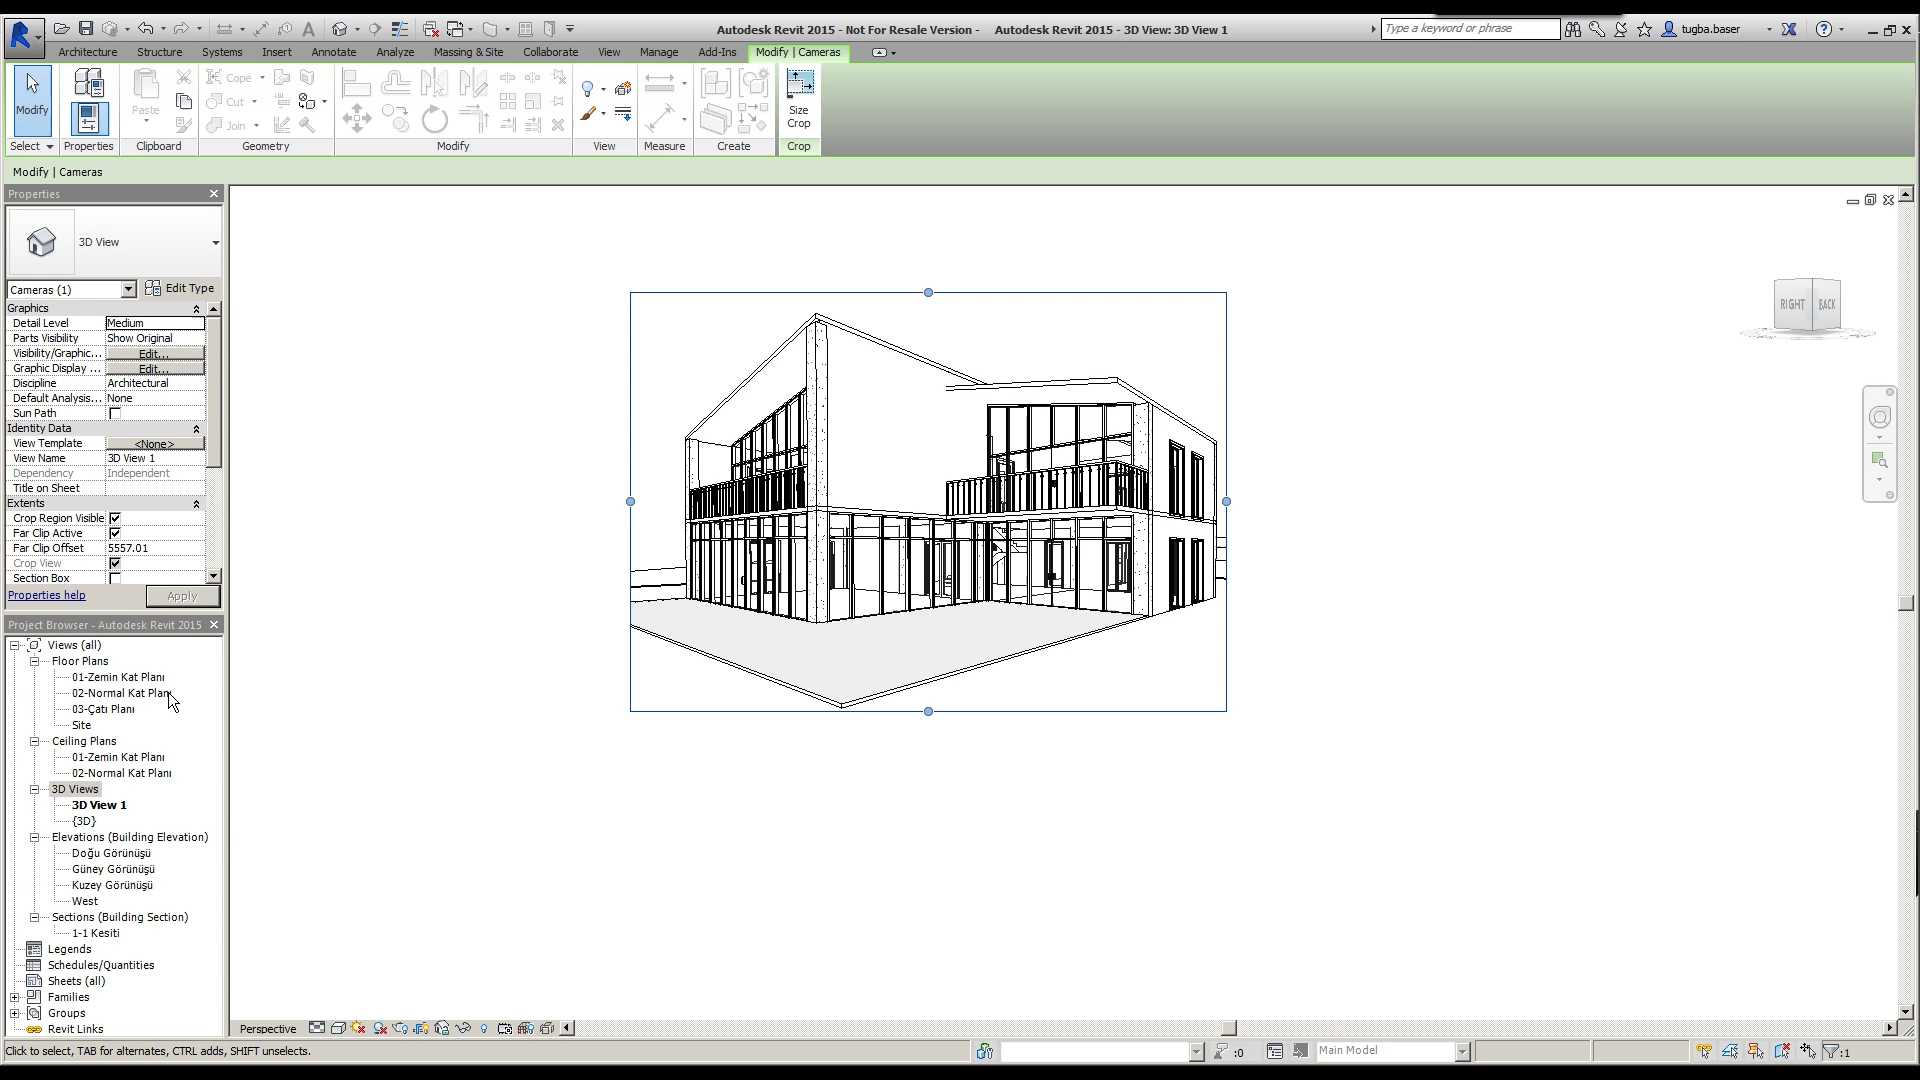 Autodesk Revit 2015 - Not For Resale Version - Autodesk Revit 2015 - 3D View: 3D View 1
Type a keyword or phrase
tugba.baser
Architecture Structure Systems Insert Annotate Analyze Massing & Site Collaborate View Manage Add-Ins Modify | Cameras
Modify
Paste
Cope
Cut
Join
Size
Crop
Select Properties Clipboard Geometry Modify View Measure Create Crop
Modify | Cameras
Properties
3D View
Cameras (1)
Edit Type
Graphics
Detail Level Medium
Parts Visibility Show Original
Visibility/Graphic... Edit...
Graphic Display ... Edit...
Discipline Architectural
Default Analysis... None
Sun Path
Identity Data
View Template <None>
View Name 3D View 1
Dependency Independent
Title on Sheet
Extents
Crop Region Visible
Far Clip Active
Far Clip Offset 5557.01
Crop View
Section Box
Properties help
Apply
Project Browser - Autodesk Revit 2015
Views (all)
Floor Plans
01-Zemin Kat Planı
02-Normal Kat Planı
03-Çatı Planı
Site
Ceiling Plans
01-Zemin Kat Planı
02-Normal Kat Planı
3D Views
3D View 1
{3D}
Elevations (Building Elevation)
Doğu Görünüşü
Güney Görünüşü
Kuzey Görünüşü
West
Sections (Building Section)
1-1 Kesiti
Legends
Schedules/Quantities
Sheets (all)
Families
Groups
Revit Links
RIGHT BACK
Perspective
Click to select, TAB for alternates, CTRL adds, SHIFT unselects.
:0
Main Model
:1